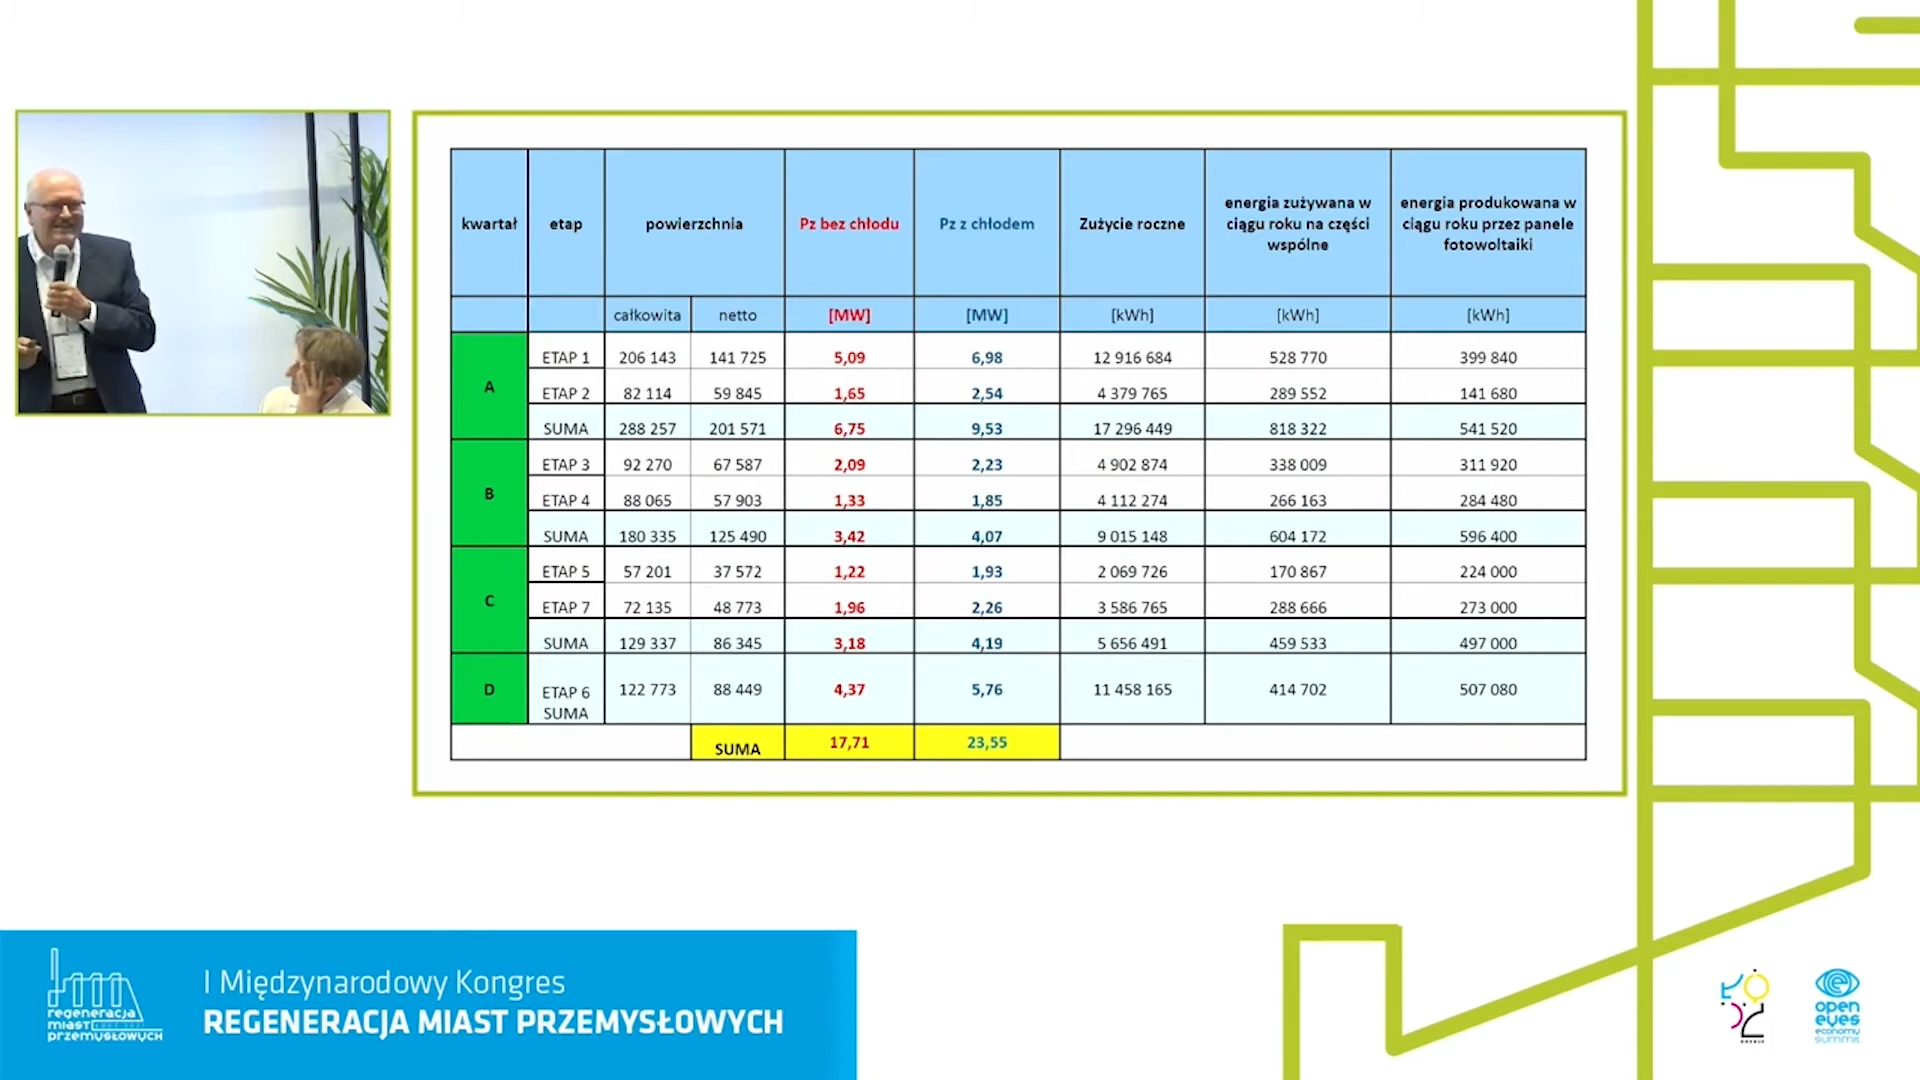 kwartał etap powierzchnia Pz bez chłodu Pz z chłodem Zużycie roczne energia zużywana w ciągu roku na części wspólne energia produkowana w ciągu roku przez panele fotowoltaiki
całkowita netto [MW] [MW] [kWh] [kWh] [kWh]
A
ETAP 1 206 143 141 725 5,09 6,98 12 916 684 528 770 399 840
ETAP 2 82 114 59 845 1,65 2,54 4 379 765 289 552 141 680
SUMA 288 257 201 571 6,75 9,53 17 296 449 818 322 541 520
B
ETAP 3 92 270 67 587 2,09 2,23 4 902 874 338 009 311 920
ETAP 4 88 065 57 903 1,33 1,85 4 112 274 266 163 284 480
SUMA 180 335 125 490 3,42 4,07 9 015 148 604 172 596 400
C
ETAP 5 57 201 37 572 1,22 1,93 2 069 726 170 867 224 000
ETAP 7 72 135 48 773 1,96 2,26 3 586 765 288 666 273 000
SUMA 129 337 86 345 3,18 4,19 5 656 491 459 533 497 000
D
ETAP 6 SUMA 122 773 88 449 4,37 5,76 11 458 165 414 702 507 080
SUMA 17,71 23,55
I Międzynarodowy Kongres
REGENERACJA MIAST PRZEMYSŁOWYCH
regeneracja
miast
przemysłowych
open
eyes
economy
summit